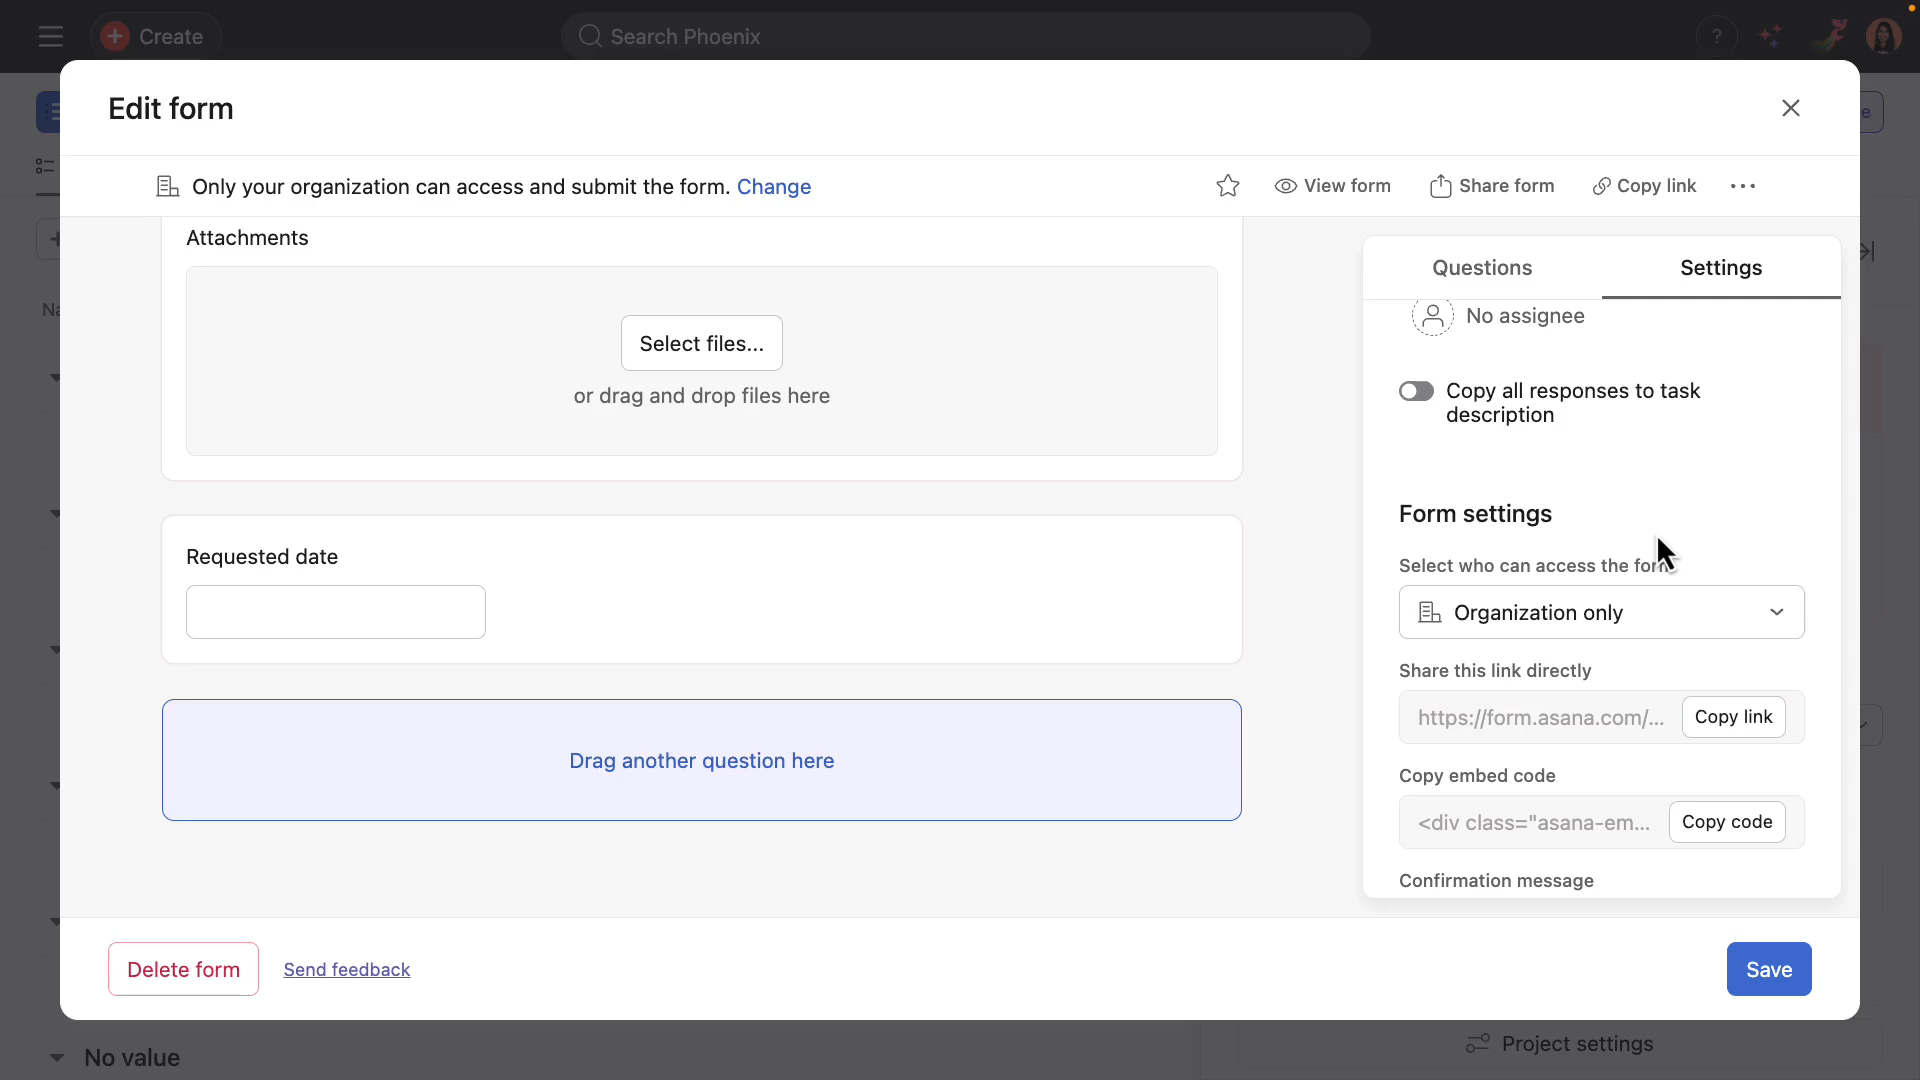 Create
Search Phoenix
?
Edit form
Only your organization can access and submit the form. Change
View form
Share form
Copy link
Attachments
Select files...
or drag and drop files here
Requested date
Drag another question here
Questions
Settings
No assignee
Copy all responses to task
description
Form settings
Select who can access the form
Organization only
Share this link directly
https://form.asana.com/...
Copy link
Copy embed code
<div class="asana-em...
Copy code
Confirmation message
Delete form
Send feedback
Save
No value
Project settings